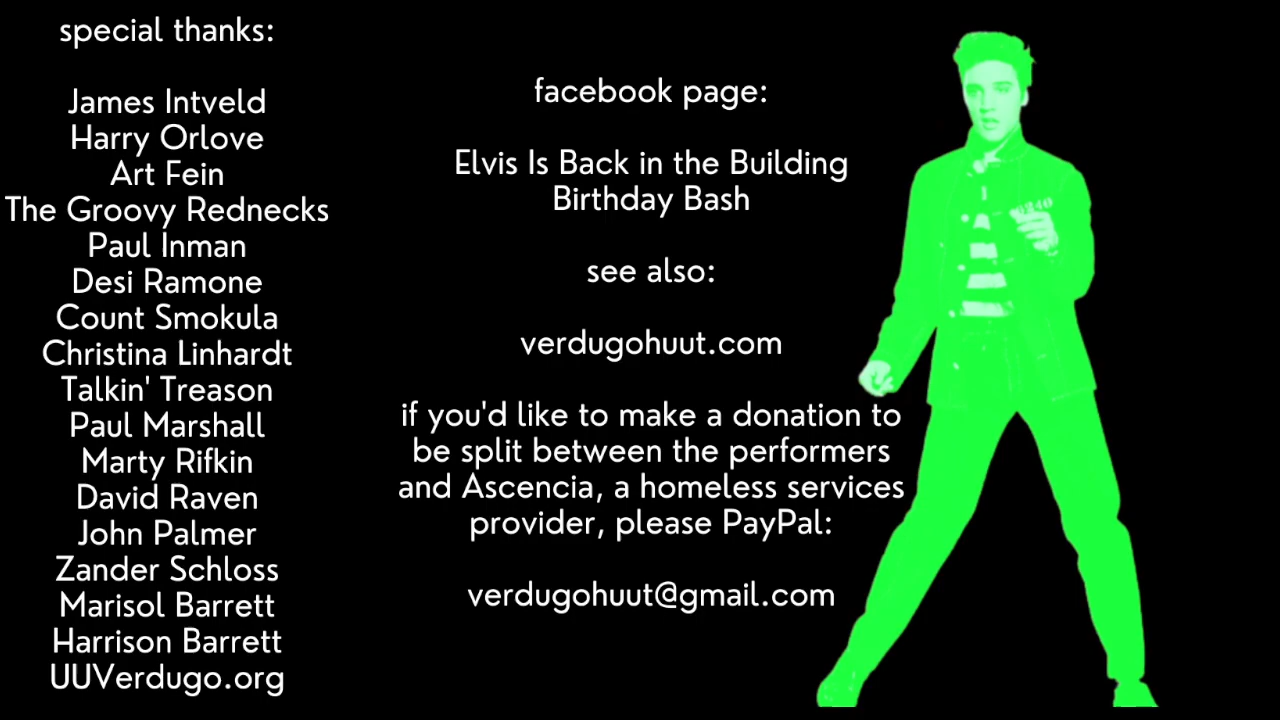 special thanks:
James Intveld
Harry Orlove
Art Fein
The Groovy Rednecks
Paul Inman
Desi Ramone
Count Smokula
Christina Linhardt
Talkin' Treason
Paul Marshall
Marty Rifkin
David Raven
John Palmer
Zander Schloss
Marisol Barrett
Harrison Barrett
UUVerdugo.org
facebook page:
Elvis Is Back in the Building
Birthday Bash
see also:
verdugohuut.com
if you'd like to make a donation to
be split between the performers
and Ascencia, a homeless services
provider, please PayPal:
verdugohuut@gmail.com